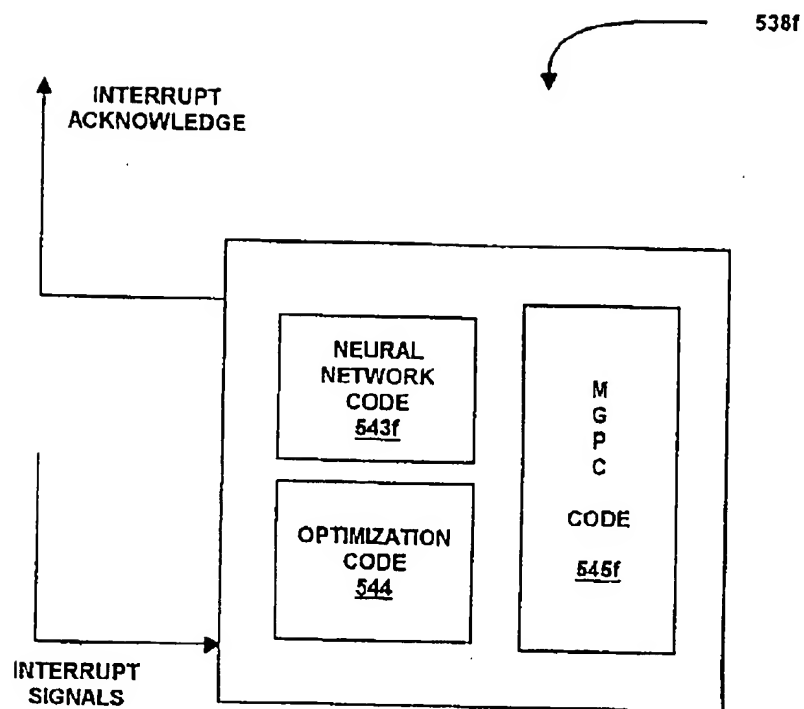 538f
INTERRUPT
ACKNOWLEDGE
NEURAL
NETWORK
CODE
543f
OPTIMIZATION
CODE
544
M
G
P
C
CODE
545f
INTERRUPT
SIGNALS